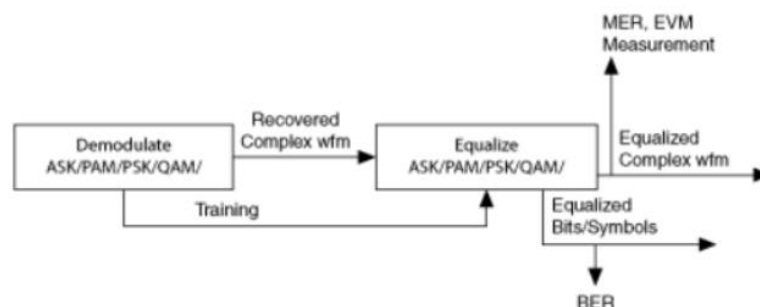 MER, EVM
Measurement
Demodulate
ASK/PAM/PSK/QAM/
Recovered
Complex wfm
Equalize
ASK/PAM/PSK/QAM/
Equalized
Complex wfm
Training
Equalized
Bits/Symbols
BER